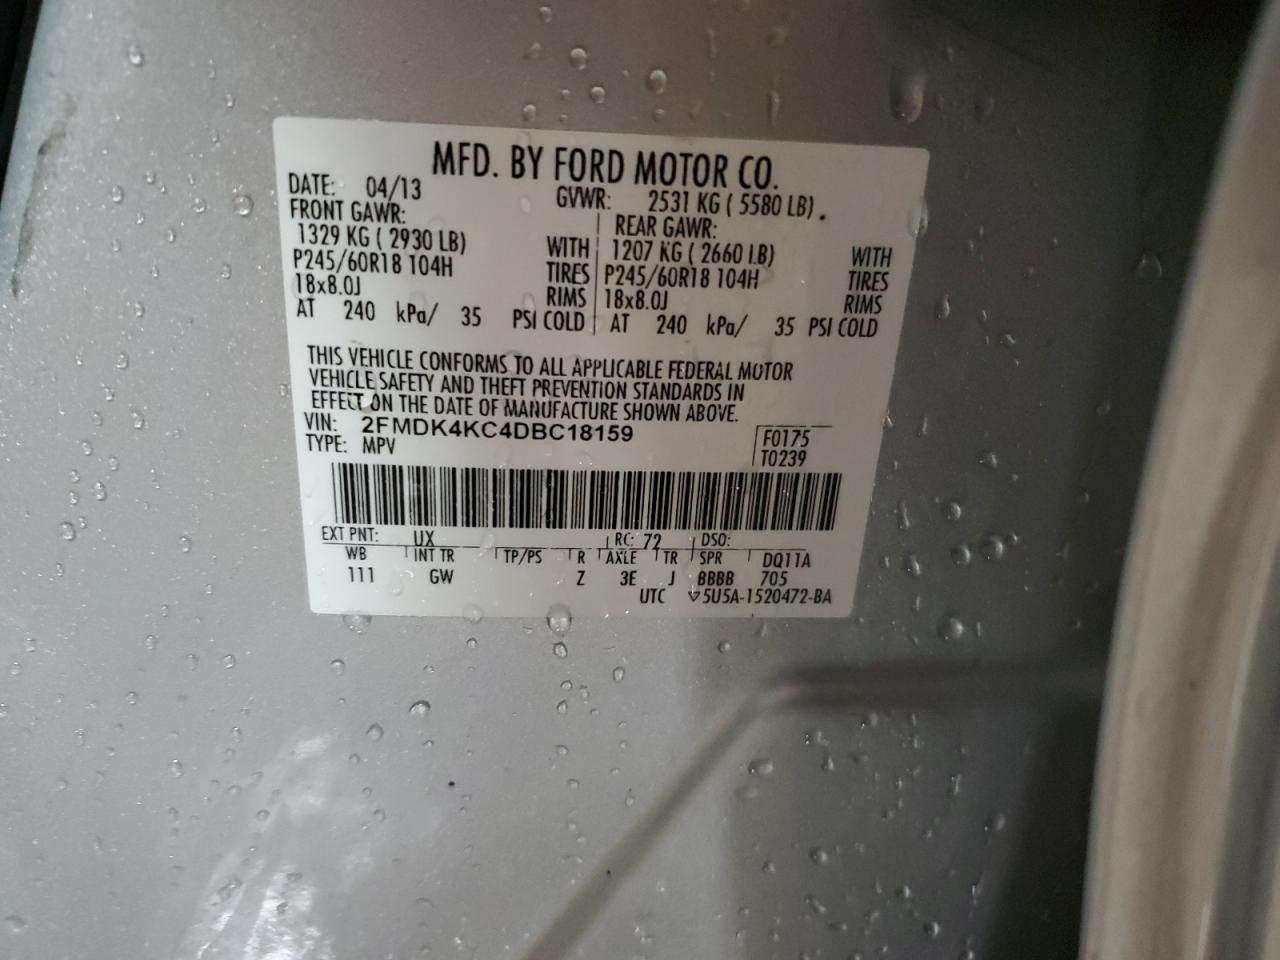 MFD. BY FORD MOTOR CO.
DATE: 04/13 GVWR: 2531 KG ( 5580 LB)
FRONT GAWR: REAR GAWR:
1329 KG ( 2930 LB) WITH 1207 KG ( 2660 LB) WITH
P245/60R18 104H TIRES P245/60R18 104H TIRES
18x8.0J RIMS 18x8.0J RIMS
AT 240 kPa/ 35 PSI COLD AT 240 kPa/ 35 PSI COLD
THIS VEHICLE CONFORMS TO ALL APPLICABLE FEDERAL MOTOR
VEHICLE SAFETY AND THEFT PREVENTION STANDARDS IN
EFFECT ON THE DATE OF MANUFACTURE SHOWN ABOVE.
VIN: 2FMDK4KC4DBC18159 F0175
TYPE: MPV T0239
EXT PNT: UX RC: 72 DSO:
WB INT TR TP/PS R AXLE TR SPR DQ11A
111 GW Z 3E J BBBB 705
UTC ▽5U5A-1520472-BA